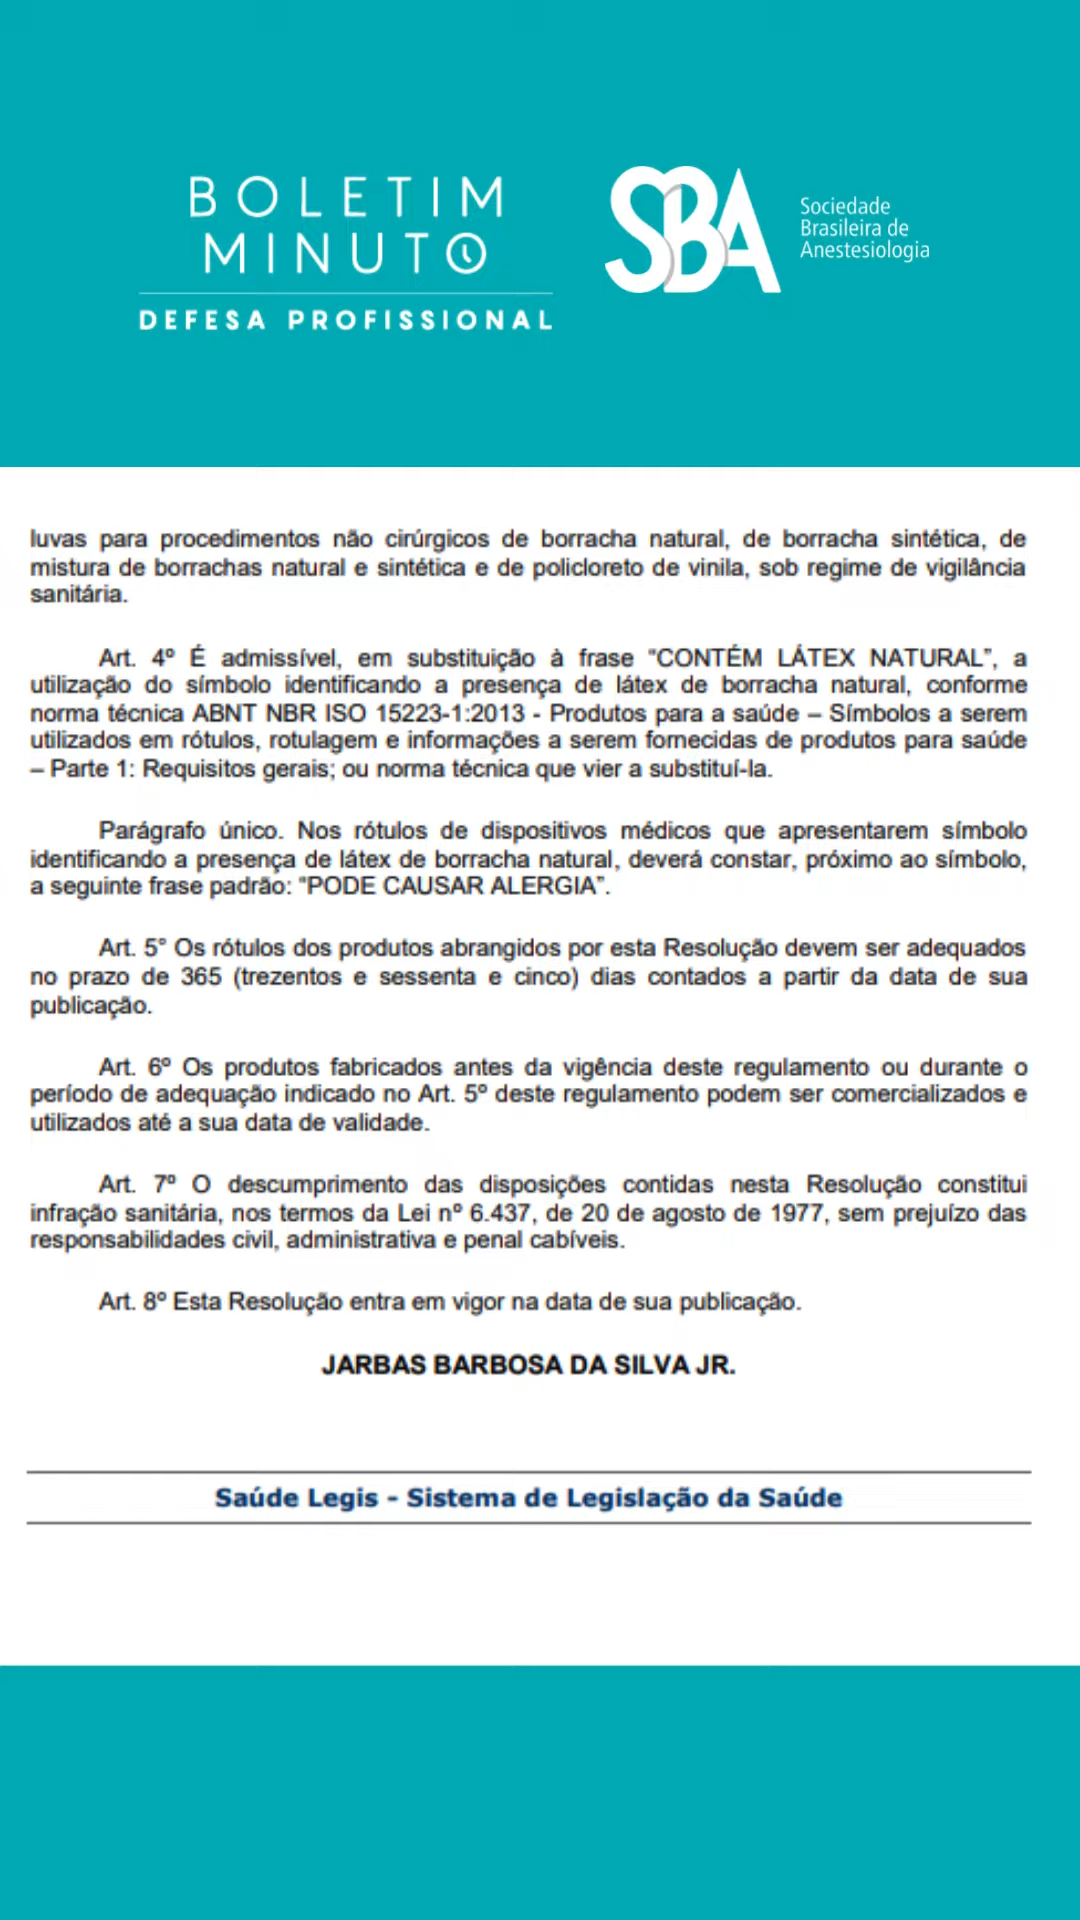 BOLETIM
MINUTO
DEFESA PROFISSIONAL
SBA
Sociedade
Brasileira de
Anestesiologia
luvas para procedimentos não cirúrgicos de borracha natural, de borracha sintética, de
mistura de borrachas natural e sintética e de policloreto de vinila, sob regime de vigilância
sanitária.
Art. 4º É admissível, em substituição à frase “CONTÉM LÁTEX NATURAL”, a
utilização do símbolo identificando a presença de látex de borracha natural, conforme
norma técnica ABNT NBR ISO 15223-1:2013 - Produtos para a saúde – Símbolos a serem
utilizados em rótulos, rotulagem e informações a serem fornecidas de produtos para saúde
– Parte 1: Requisitos gerais; ou norma técnica que vier a substituí-la.
Parágrafo único. Nos rótulos de dispositivos médicos que apresentarem símbolo
identificando a presença de látex de borracha natural, deverá constar, próximo ao símbolo,
a seguinte frase padrão: “PODE CAUSAR ALERGIA”.
Art. 5° Os rótulos dos produtos abrangidos por esta Resolução devem ser adequados
no prazo de 365 (trezentos e sessenta e cinco) dias contados a partir da data de sua
publicação.
Art. 6º Os produtos fabricados antes da vigência deste regulamento ou durante o
período de adequação indicado no Art. 5º deste regulamento podem ser comercializados e
utilizados até a sua data de validade.
Art. 7º O descumprimento das disposições contidas nesta Resolução constitui
infração sanitária, nos termos da Lei nº 6.437, de 20 de agosto de 1977, sem prejuízo das
responsabilidades civil, administrativa e penal cabíveis.
Art. 8º Esta Resolução entra em vigor na data de sua publicação.
JARBAS BARBOSA DA SILVA JR.
Saúde Legis - Sistema de Legislação da Saúde